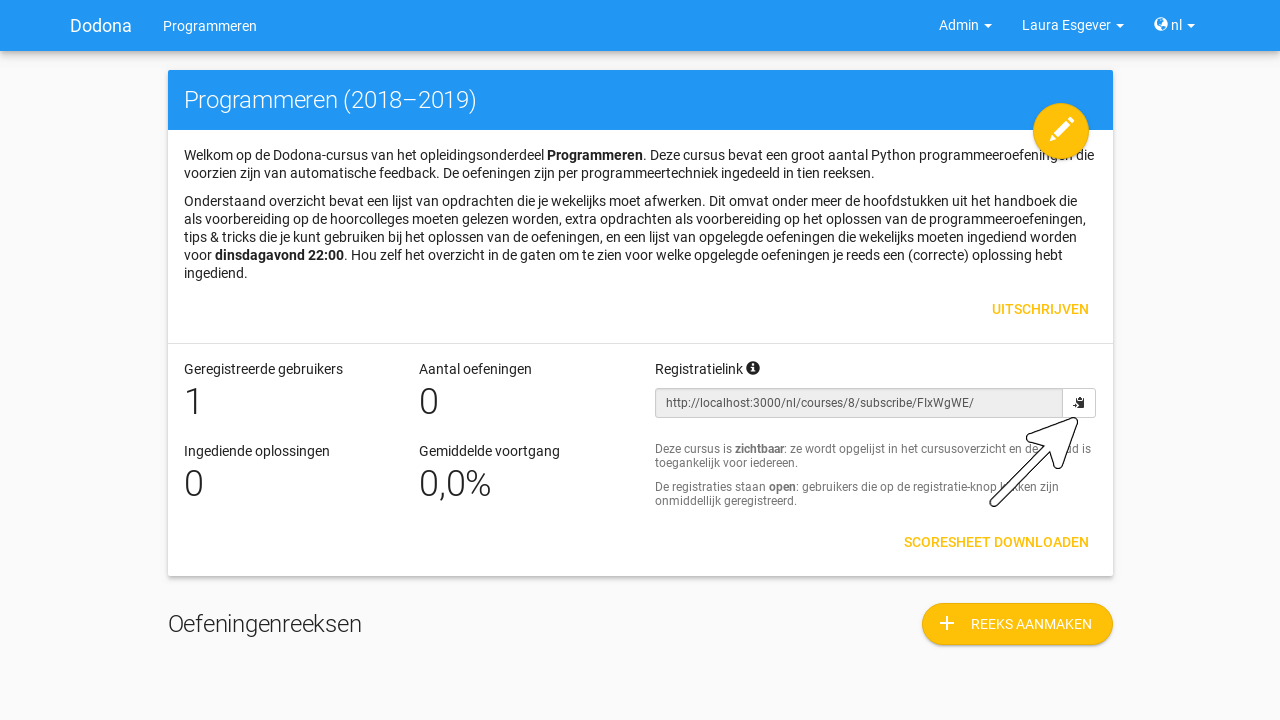 Dodona
Programmeren
Admin
Laura Esgever
nl
Programmeren (2018–2019)
Welkom op de Dodona-cursus van het opleidingsonderdeel Programmeren. Deze cursus bevat een groot aantal Python programmeeroefeningen die
voorzien zijn van automatische feedback. De oefeningen zijn per programmeertechniek ingedeeld in tien reeksen.
Onderstaand overzicht bevat een lijst van opdrachten die je wekelijks moet afwerken. Dit omvat onder meer de hoofdstukken uit het handboek die
als voorbereiding op de hoorcolleges moeten gelezen worden, extra opdrachten als voorbereiding op het oplossen van de programmeeroefeningen,
tips & tricks die je kunt gebruiken bij het oplossen van de oefeningen, en een lijst van opgelegde oefeningen die wekelijks moeten ingediend worden
voor dinsdagavond 22:00. Hou zelf het overzicht in de gaten om te zien voor welke opgelegde oefeningen je reeds een (correcte) oplossing hebt
ingediend.
UITSCHRIJVEN
Geregistreerde gebruikers
1
Aantal oefeningen
0
Registratielink
http://localhost:3000/nl/courses/8/subscribe/FIxWgWE/
Ingediende oplossingen
0
Gemiddelde voortgang
0,0%
Deze cursus is zichtbaar: ze wordt opgelijst in het cursusoverzicht en de is
toegankelijk voor iedereen.
De registraties staan open: gebruikers die op de registratie-knop zijn
onmiddellijk geregistreerd.
SCORESHEET DOWNLOADEN
Oefeningenreeksen
REEKS AANMAKEN